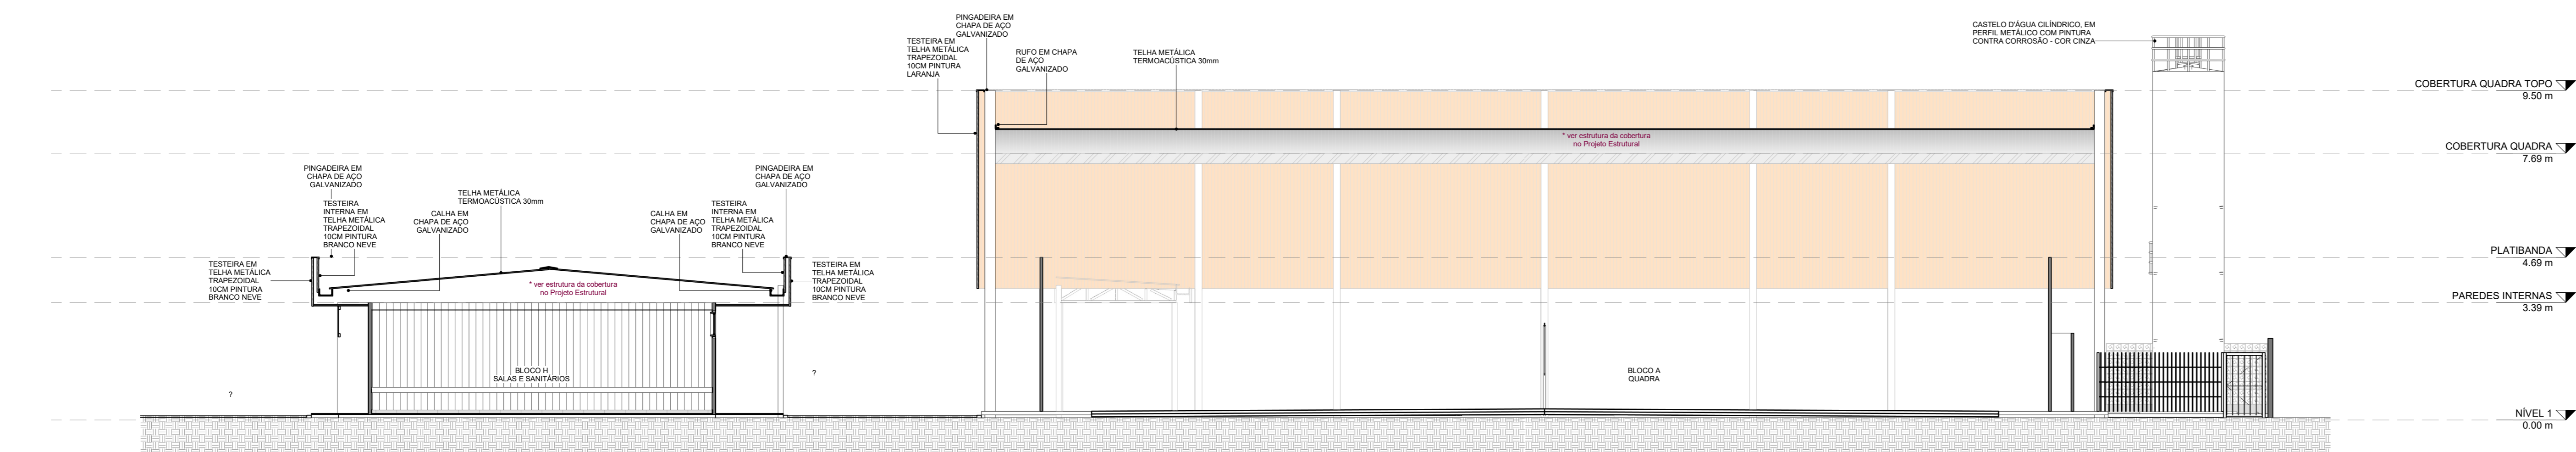 PINGADEIRA EM
CHAPA DE AÇO
GALVANIZADO
TESTEIRA EM
TELHA METÁLICA
TRAPEZOIDAL
10CM PINTURA
LARANJA
RUFO EM CHAPA
DE AÇO
GALVANIZADO
TELHA METÁLICA
TERMOACÚSTICA 30mm
CASTELO D'ÁGUA CILÍNDRICO, EM
PERFIL METÁLICO COM PINTURA
CONTRA CORROSÃO - COR CINZA
COBERTURA QUADRA TOPO
9.50 m
* ver estrutura da cobertura
no Projeto Estrutural
COBERTURA QUADRA
7.69 m
PINGADEIRA EM
CHAPA DE AÇO
GALVANIZADO
TESTEIRA
INTERNA EM
TELHA METÁLICA
TRAPEZOIDAL
10CM PINTURA
BRANCO NEVE
CALHA EM
CHAPA DE AÇO
GALVANIZADO
TELHA METÁLICA
TERMOACÚSTICA 30mm
CALHA EM
CHAPA DE AÇO
GALVANIZADO
TESTEIRA
INTERNA EM
TELHA METÁLICA
TRAPEZOIDAL
10CM PINTURA
BRANCO NEVE
PINGADEIRA EM
CHAPA DE AÇO
GALVANIZADO
TESTEIRA EM
TELHA METÁLICA
TRAPEZOIDAL
10CM PINTURA
BRANCO NEVE
* ver estrutura da cobertura
no Projeto Estrutural
TESTEIRA EM
TELHA METÁLICA
TRAPEZOIDAL
10CM PINTURA
BRANCO NEVE
PLATIBANDA
4.69 m
PAREDES INTERNAS
3.39 m
?
BLOCO H
SALAS E SANITÁRIOS
?
BLOCO A
QUADRA
NÍVEL 1
0.00 m